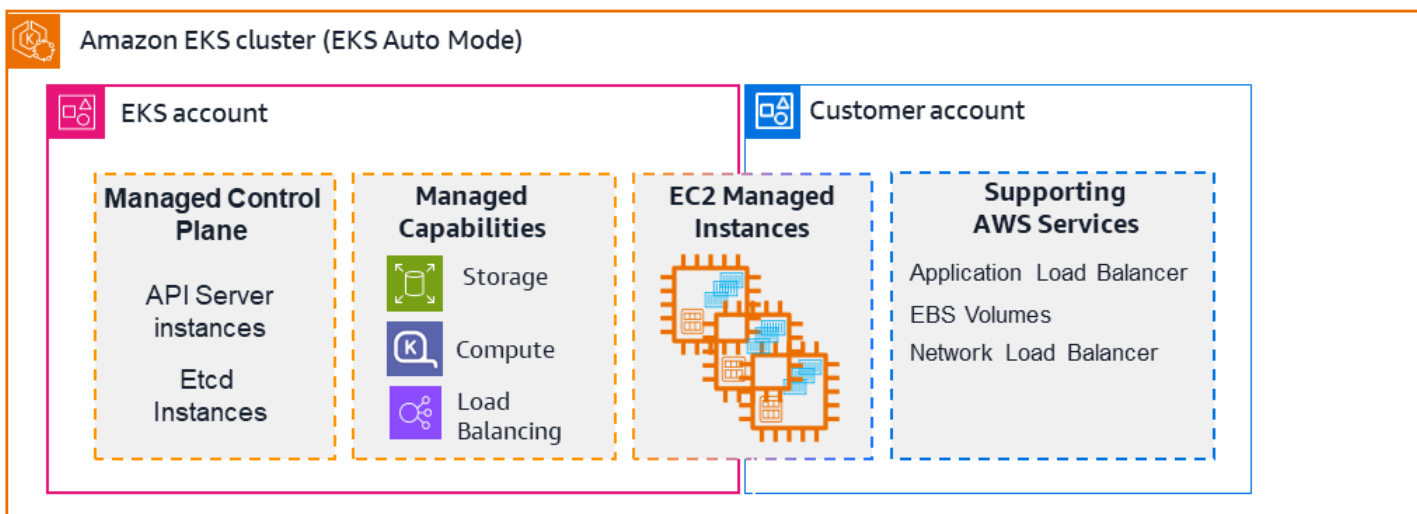 Amazon EKS cluster (EKS Auto Mode)
EKS account
Customer account
Managed Control
Plane
API Server
instances
Etcd
Instances
Managed
Capabilities
Storage
K
Compute
Load
Balancing
EC2 Managed
Instances
Supporting
AWS Services
Application Load Balancer
EBS Volumes
Network Load Balancer